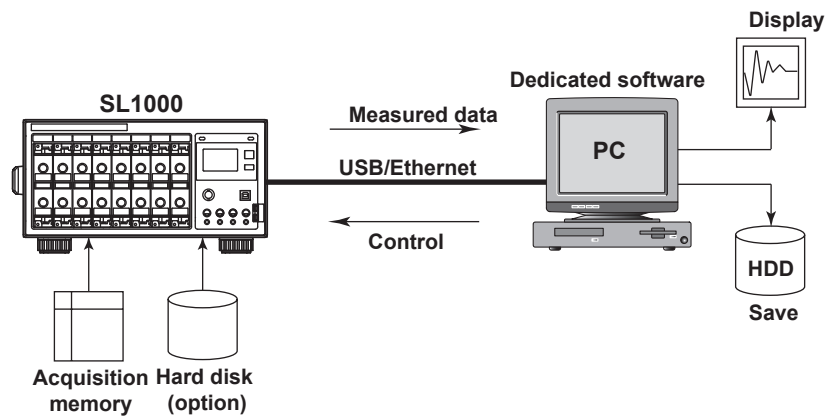 Display
Dedicated software
SL1000
Measured data
PC
USB/Ethernet
Control
HDD
Save
Acquisition memory
Hard disk (option)